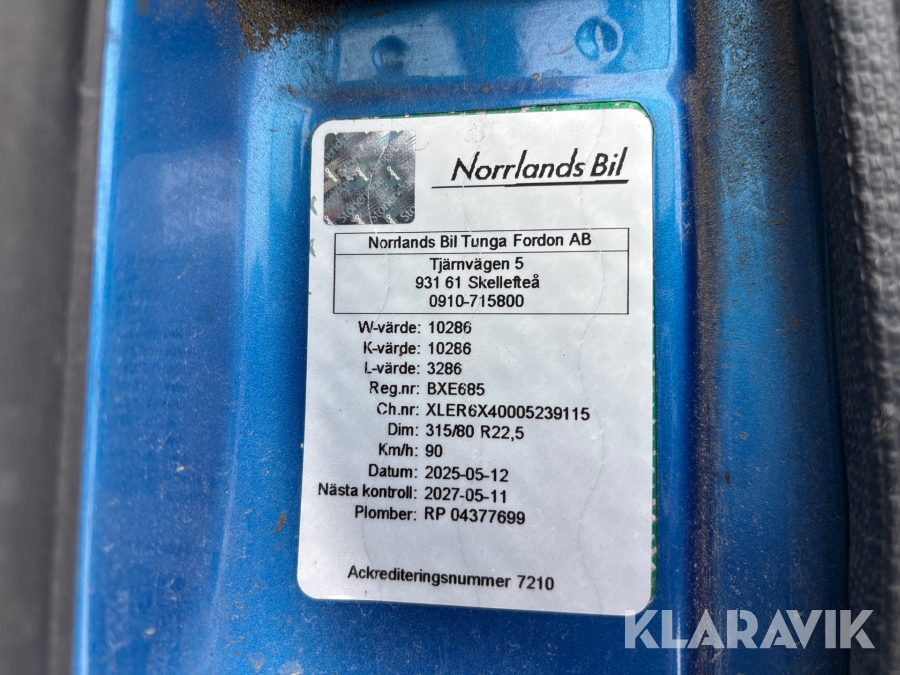 Norrlands Bil
Norrlands Bil Tunga Fordon AB
Tjärnvägen 5
931 61 Skellefteå
0910-715800
W-värde: 10286
K-värde: 10286
L-värde: 3286
Reg.nr: BXE685
Ch.nr: XLER6X40005239115
Dim: 315/80 R22,5
Km/h: 90
Datum: 2025-05-12
Nästa kontroll: 2027-05-11
Plomber: RP 04377699
Ackrediteringsnummer 7210
KLARAVIK